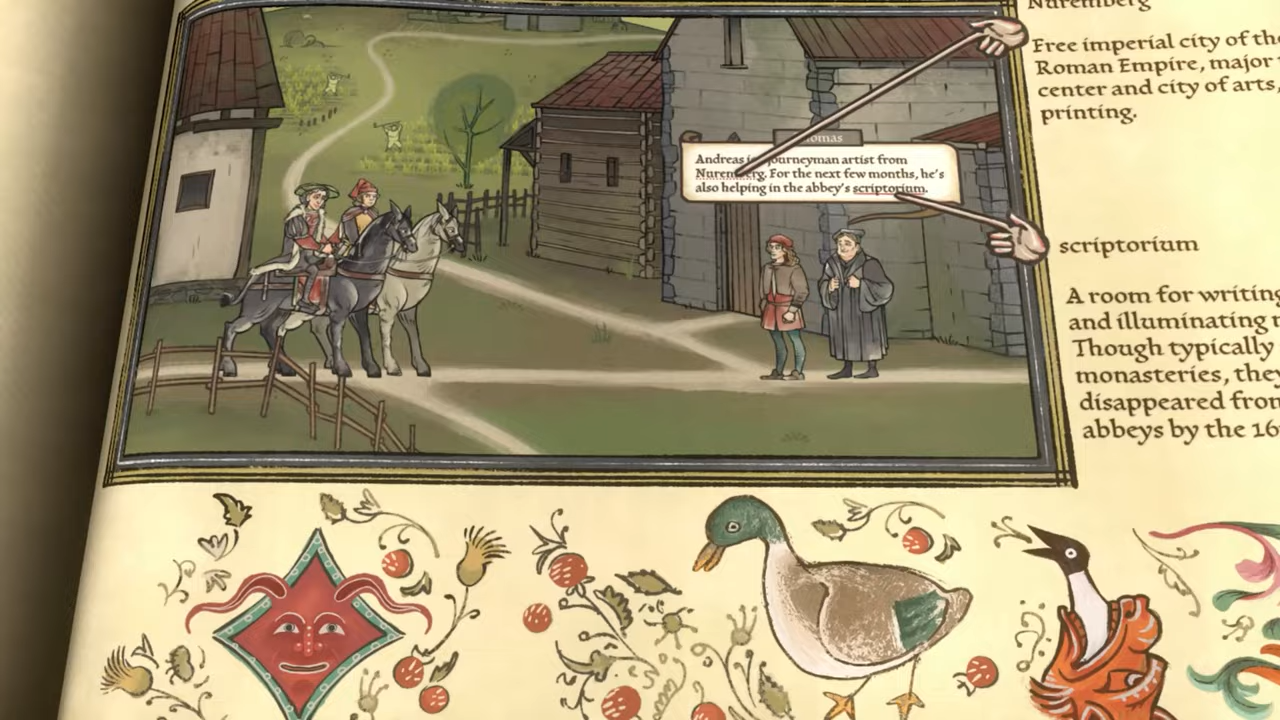 Nuremberg
Free imperial city of the
Roman Empire, major
center and city of arts,
printing.
Andreas is journeyman artist from
Nuremberg. For the next few months, he's
also helping in the abbey's scriptorium.
scriptorium
A room for writing
and illuminating
Though typically
monasteries, they
disappeared from
abbeys by the